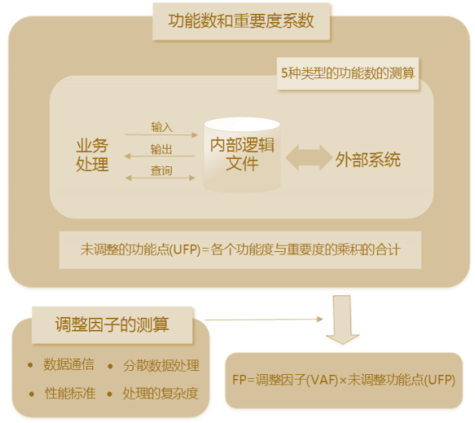 功能数和重要度系数
5种类型的功能数的测算
业务
处理
输入
输出
查询
内部逻辑
文件
外部系统
未调整的功能点(UFP)=各个功能度与重要度的乘积的合计
调整因子的测算
• 数据通信 • 分散数据处理
• 性能标准 • 处理的复杂度
FP=调整因子(VAF)×未调整功能点(UFP)